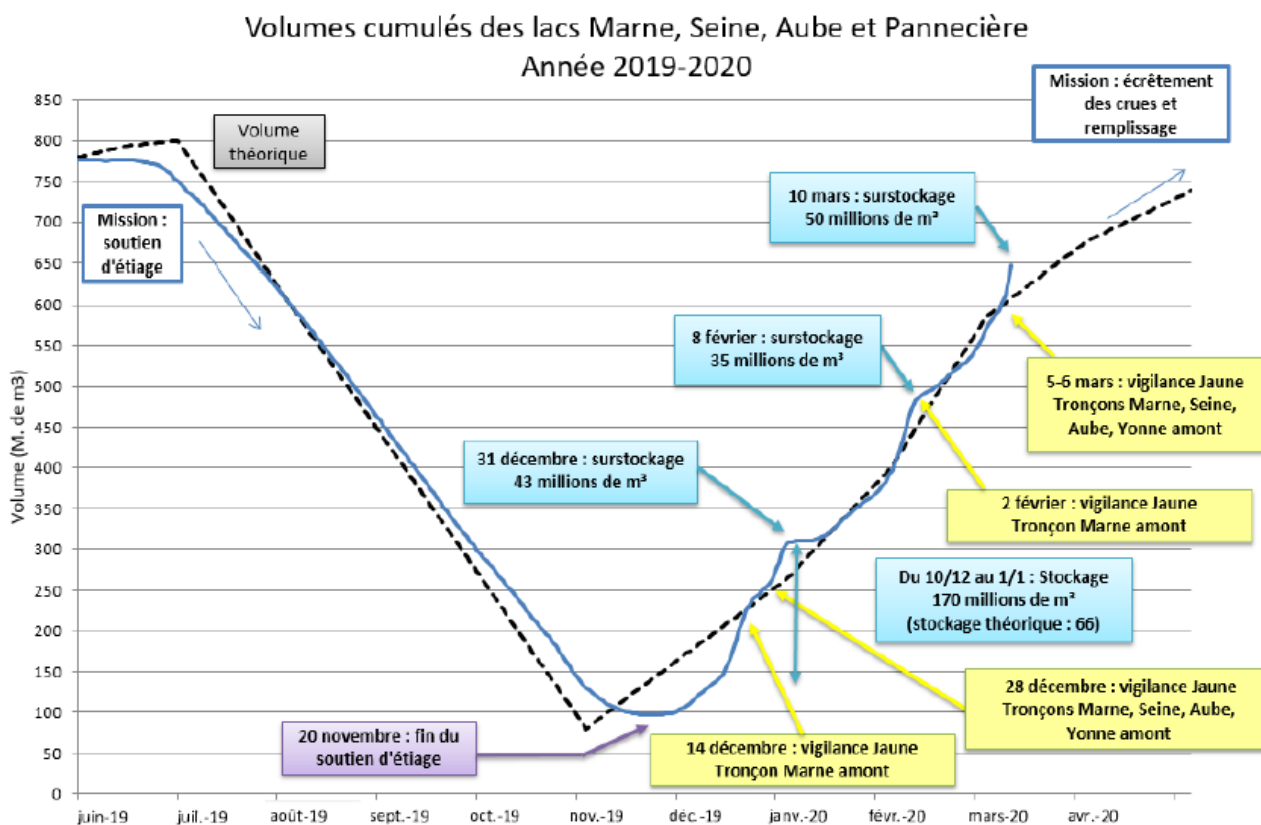 Volumes cumulés des lacs Marne, Seine, Aube et Pannecière
Année 2019-2020
Mission : écrêtement
des crues et
remplissage
Volume
théorique
Mission :
soutien
d'étiage
10 mars : surstockage
50 millions de m³
8 février : surstockage
35 millions de m³
5-6 mars : vigilance Jaune
Tronçons Marne, Seine,
Aube, Yonne amont
31 décembre : surstockage
43 millions de m³
2 février : vigilance Jaune
Tronçon Marne amont
Du 10/12 au 1/1 : Stockage
170 millions de m³
(stockage théorique : 66)
28 décembre : vigilance Jaune
Tronçons Marne, Seine, Aube,
Yonne amont
20 novembre : fin du
soutien d'étiage
14 décembre : vigilance Jaune
Tronçon Marne amont
Volume (M. de m3)
850
800
750
700
650
600
550
500
450
400
350
300
250
200
150
100
50
0
juin-19
juil.-19
août-19
sept.-19
oct.-19
nov.-19
déc.-19
janv.-20
févr.-20
mars-20
avr.-20